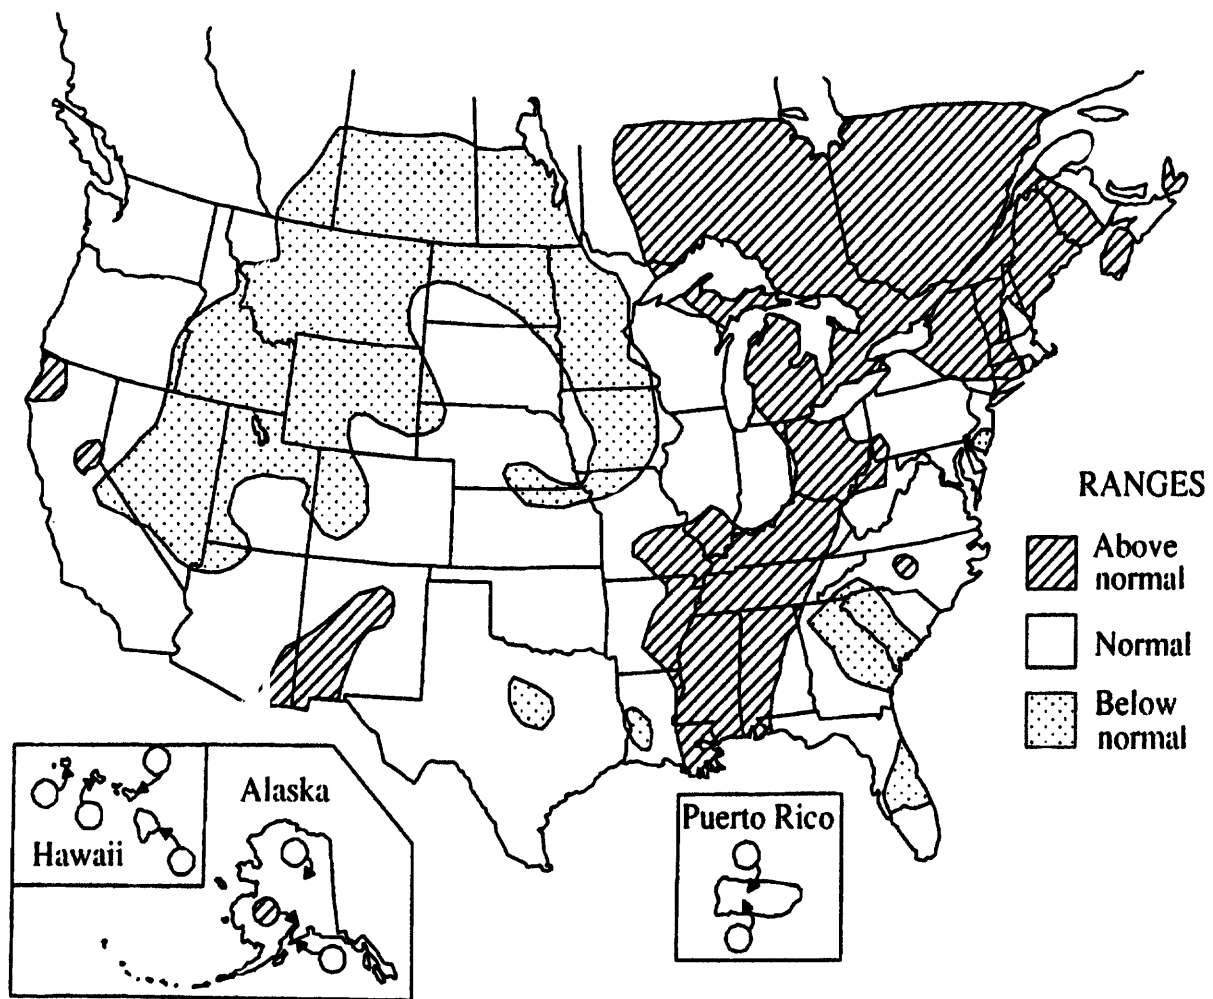 RANGES
Above
normal
Normal
Below
normal
Alaska
Hawaii
Puerto Rico